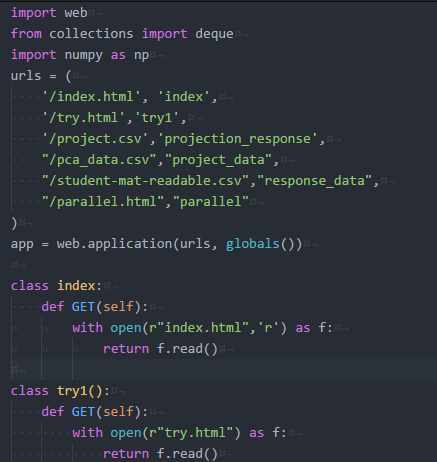 import web
from collections import deque
import numpy as np
urls = (
    '/index.html', 'index',
    '/try.html','try1',
    '/project.csv','projection_response',
    "/pca_data.csv","project_data",
    "/student-mat-readable.csv","response_data",
    "/parallel.html","parallel"
)
app = web.application(urls, globals())

class index:
    def GET(self):
        with open(r"index.html",'r') as f:
            return f.read()

class try1():
    def GET(self):
        with open(r"try.html") as f:
            return f.read()